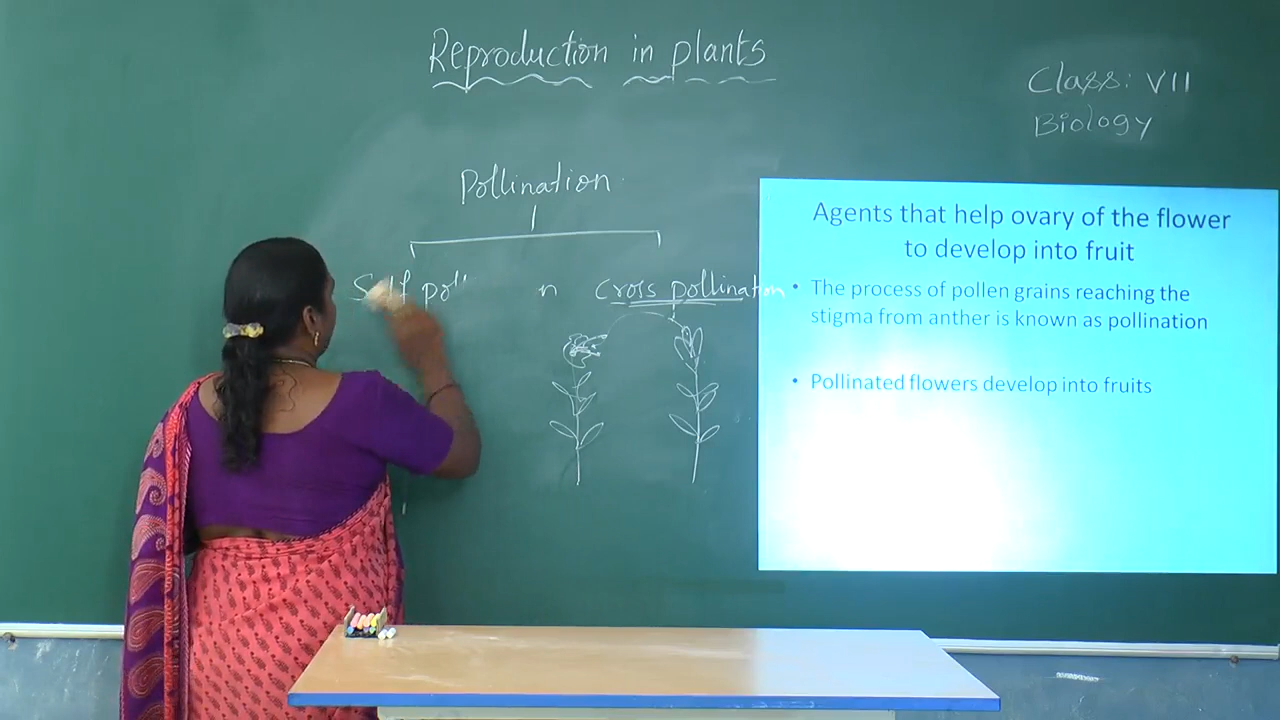 Reproduction in plants
Class: VII
Biology
Pollination
Self poll n
Cross pollination
Agents that help ovary of the flower
to develop into fruit
• The process of pollen grains reaching the
stigma from anther is known as pollination
• Pollinated flowers develop into fruits